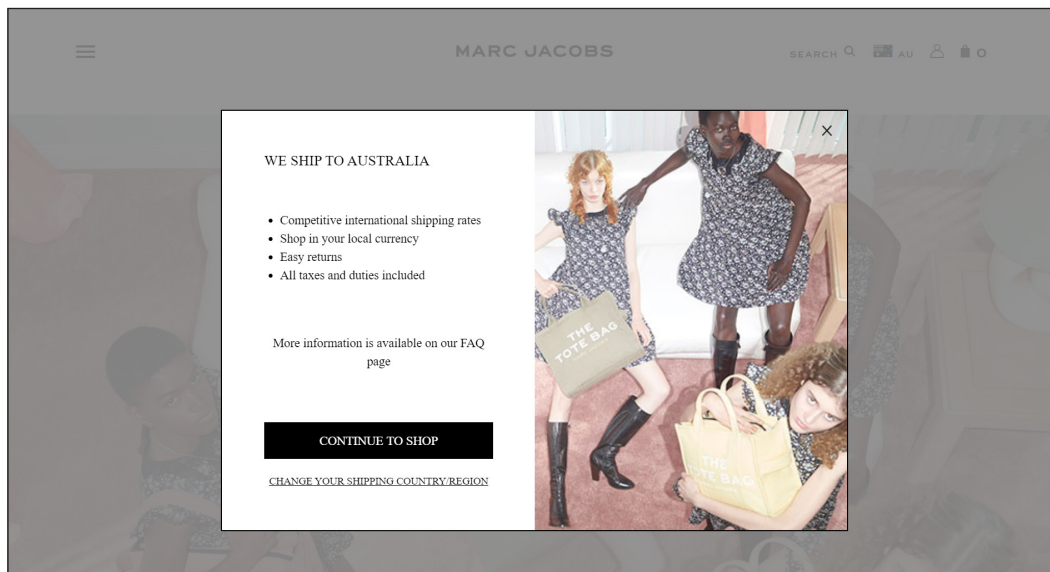 MARC JACOBS
SEARCH
AU
0
WE SHIP TO AUSTRALIA
Competitive international shipping rates
Shop in your local currency
Easy returns
All taxes and duties included
More information is available on our FAQ
page
CONTINUE TO SHOP
CHANGE YOUR SHIPPING COUNTRY/REGION
THE
TOTE BAG
THE
TOTE BAG